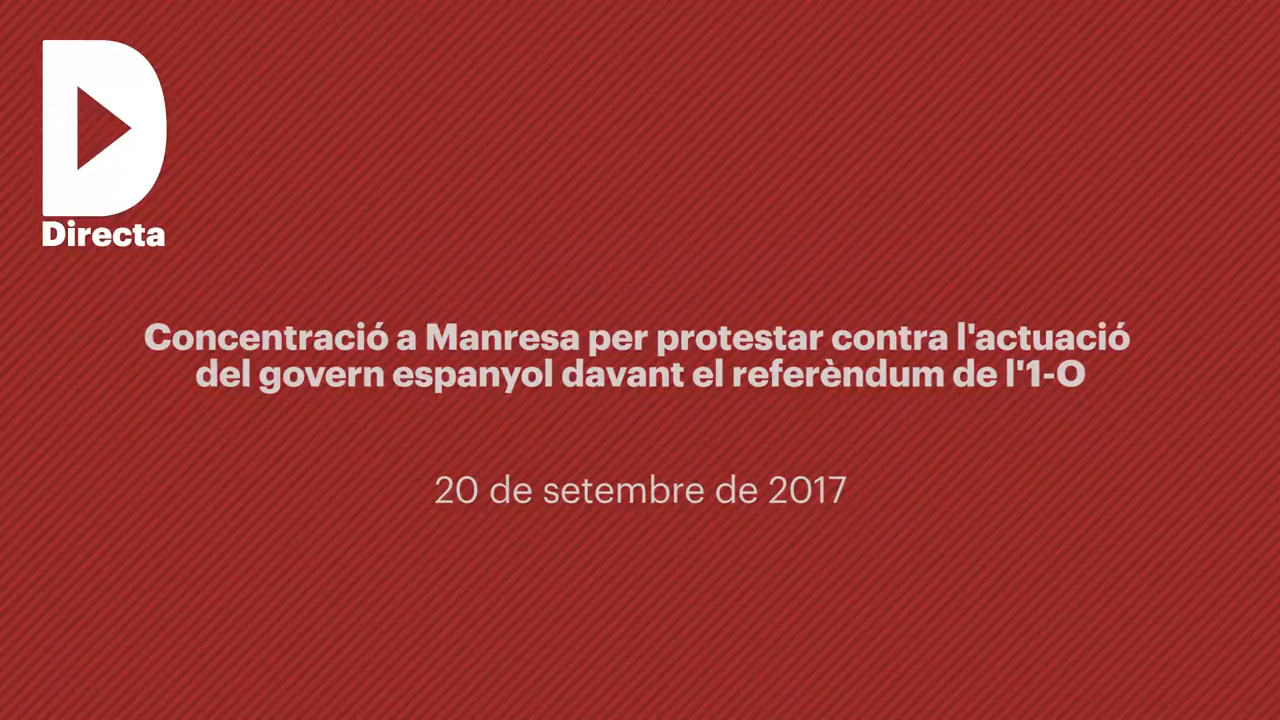 Directa
Concentració a Manresa per protestar contra l'actuació
del govern espanyol davant el referèndum de l'1-O
20 de setembre de 2017